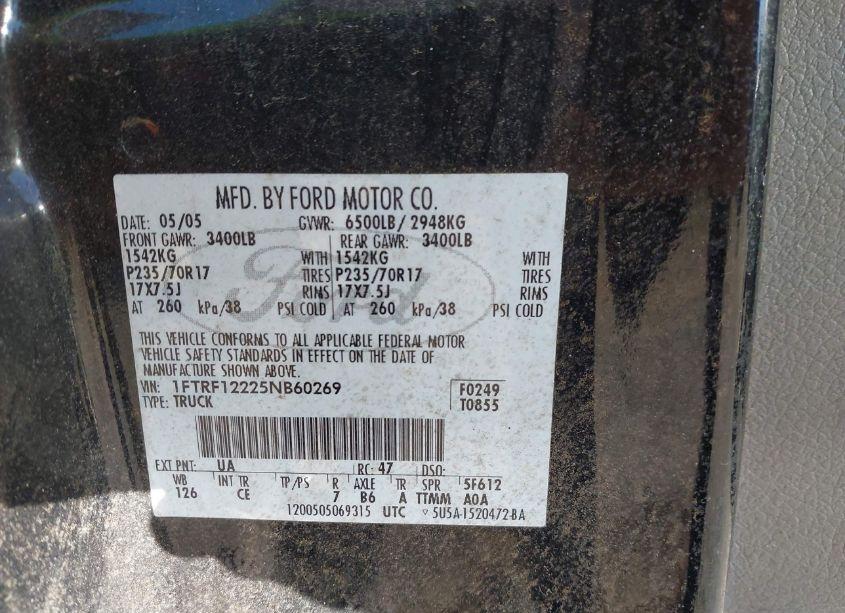 MFD. BY FORD MOTOR CO.
DATE: 05/05 GVWR: 6500LB/ 2948KG
FRONT GAWR: 3400LB REAR GAWR: 3400LB
1542KG WITH 1542KG WITH
P235/70R17 TIRES P235/70R17 TIRES
17X7.5J RIMS 17X7.5J RIMS
AT 260 kPa/38 PSI COLD AT 260 kPa/38 PSI COLD
Ford
THIS VEHICLE CONFORMS TO ALL APPLICABLE FEDERAL MOTOR
VEHICLE SAFETY STANDARDS IN EFFECT ON THE DATE OF
MANUFACTURE SHOWN ABOVE.
VIN: 1FTRF12225NB60269 F0249
TYPE: TRUCK T0855
EXT PNT: UA RC: 47 DSO:
WB INT TR TP/PS R AXLE TR SPR 5F612
126 CE 7 B6 A TTMM A0A
1200505069315 UTC ▽ 5U5A-1520472-BA